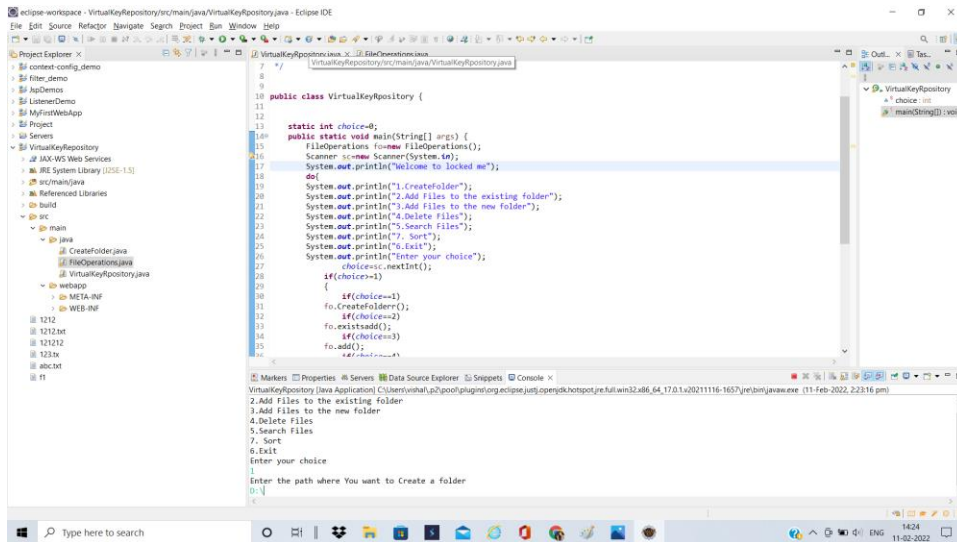 eclipse-workspace - VirtualKeyRepository/src/main/java/VirtualKeyRpository.java - Eclipse IDE
File Edit Source Refactor Navigate Search Project Run Window Help
Project Explorer
context-config_demo
filter_demo
JspDemos
ListenerDemo
MyFirstWebApp
Project
Servers
VirtualKeyRepository
JAX-WS Web Services
JRE System Library [J2SE-1.5]
src/main/java
Referenced Libraries
build
src
main
java
CreateFolder.java
FileOperations.java
VirtualKeyRpository.java
webapp
META-INF
WEB-INF
1212
1212.txt
121212
123.tx
abc.txt
f1
VirtualKeyRpository.java FileOperations.java
VirtualKeyRepository/src/main/java/VirtualKeyRpository.java
7 */
8
9
10 public class VirtualKeyRpository {
11
12
13 static int choice=0;
14 public static void main(String[] args) {
15 FileOperations fo=new FileOperations();
16 Scanner sc=new Scanner(System.in);
17 System.out.println("Welcome to locked me");
18 do{
19 System.out.println("1.CreateFolder");
20 System.out.println("2.Add Files to the existing folder");
21 System.out.println("3.Add Files to the new folder");
22 System.out.println("4.Delete Files");
23 System.out.println("5.Search Files");
24 System.out.println("7. Sort");
25 System.out.println("6.Exit");
26 System.out.println("Enter your choice");
27 choice=sc.nextInt();
28 if(choice>=1)
29 {
30 if(choice==1)
31 fo.CreateFolderr();
32 if(choice==2)
33 fo.existsadd();
34 if(choice==3)
35 fo.add();
36 if(choice==4)
Outl... Tas...
VirtualKeyRpository
choice : int
main(String[]) : voi
Markers Properties Servers Data Source Explorer Snippets Console
VirtualKeyRpository [Java Application] C:\Users\vishal\.p2\pool\plugins\org.eclipse.justj.openjdk.hotspot.jre.full.win32.x86_64_17.0.1.v20211116-1657\jre\bin\javaw.exe (11-Feb-2022, 2:23:16 pm)
2.Add Files to the existing folder
3.Add Files to the new folder
4.Delete Files
5.Search Files
7. Sort
6.Exit
Enter your choice
1
Enter the path where You want to Create a folder
D:\
Type here to search
ENG
14:24
11-02-2022